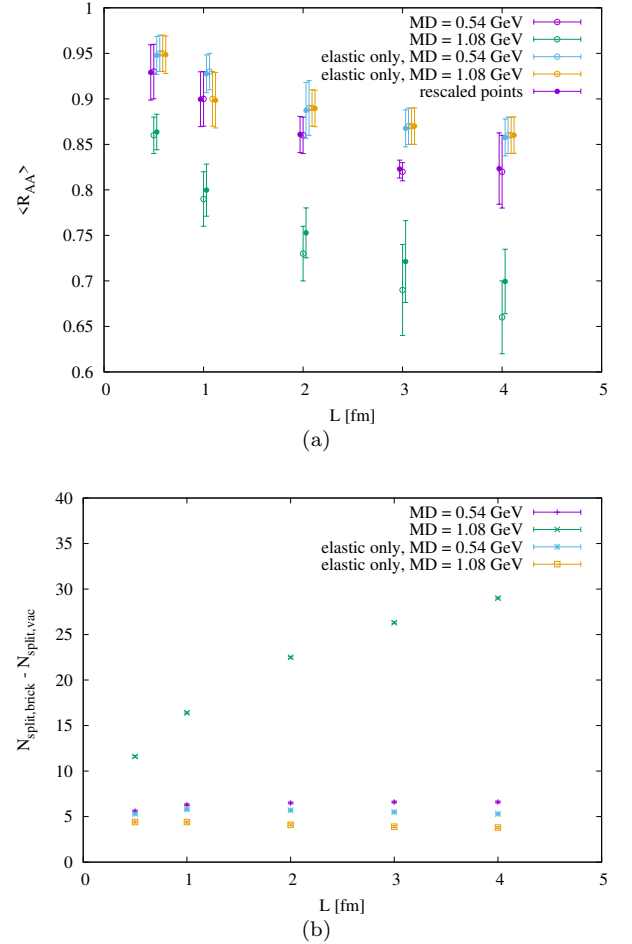 MD = 0.54 GeV
MD = 1.08 GeV
elastic only, MD = 0.54 GeV
elastic only, MD = 1.08 GeV
rescaled points
1
0.95
0.9
0.85
0.8
0.75
0.7
0.65
0.6
<R_AA>
0 1 2 3 4 5
L [fm]
(a)
MD = 0.54 GeV
MD = 1.08 GeV
elastic only, MD = 0.54 GeV
elastic only, MD = 1.08 GeV
40
35
30
25
20
15
10
5
0
N_split,brick - N_split,vac
0 1 2 3 4 5
L [fm]
(b)